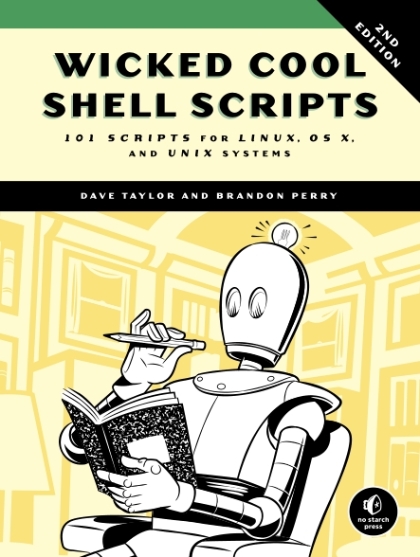 2ND
EDITION
WICKED COOL
SHELL SCRIPTS
101 SCRIPTS FOR LINUX, OS X,
AND UNIX SYSTEMS
DAVE TAYLOR AND BRANDON PERRY
no starch
press